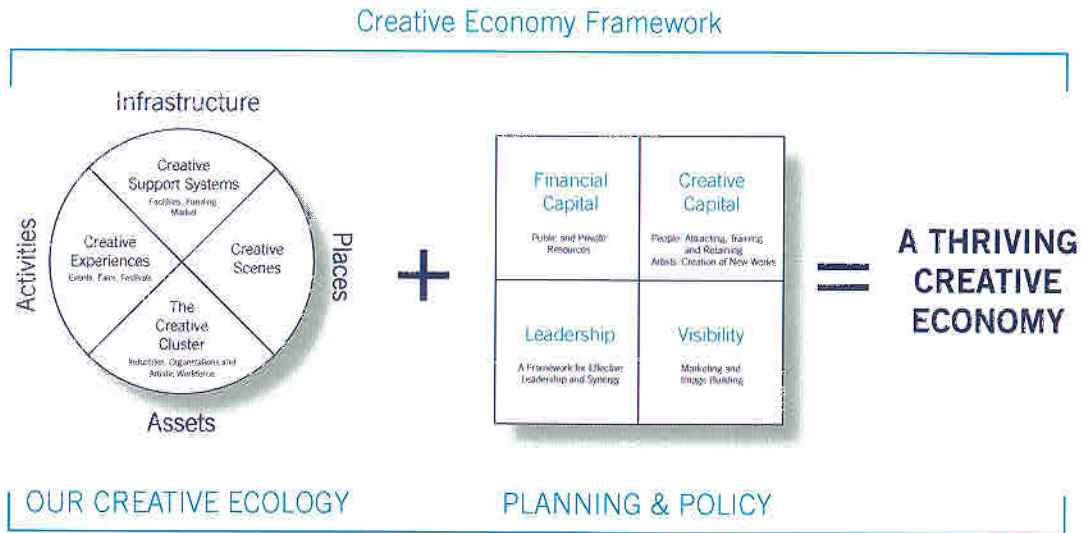 Creative Economy Framework
Infrastructure
Creative
Support Systems
Facilities, Funding
Market
Activities
Creative
Experiences
Events, Fairs, Festivals
Creative
Scenes
Places
The
Creative
Cluster
Industries, Organizations and
Artistic Workforce
Assets
+
Financial
Capital
Public and Private
Resources
Creative
Capital
People: Attracting, Training
and Retaining
Artists: Creation of New Works
Leadership
A Framework for Effective
Leadership and Synergy
Visibility
Marketing and
Image Building
=
A THRIVING
CREATIVE
ECONOMY
OUR CREATIVE ECOLOGY
PLANNING & POLICY